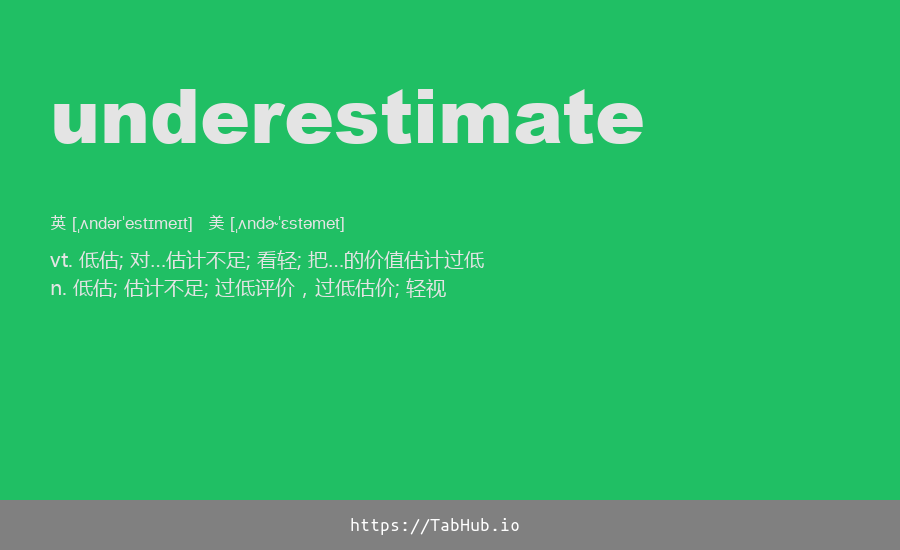 underestimate
英 [ˌʌndərˈestɪmeɪt] 美 [ˌʌndɚˈɛstəmet]
vt. 低估; 对…估计不足; 看轻; 把…的价值估计过低
n. 低估; 估计不足; 过低评价，过低估价; 轻视
https://TabHub.io